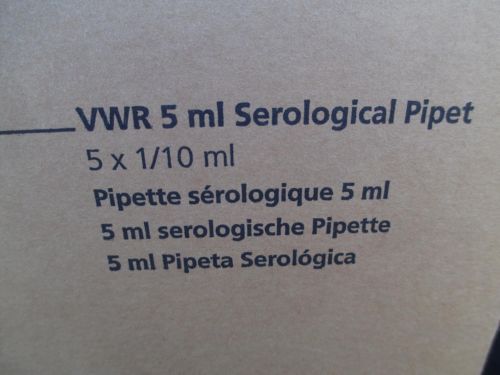 VWR 5 ml Serological Pipet
5 x 1/10 ml
Pipette sérologique 5 ml
5 ml serologische Pipette
5 ml Pipeta Serológica